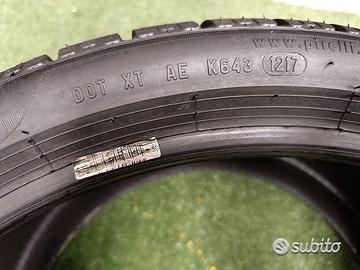 DOT XT AE K643 1217
www.pirelli
subito